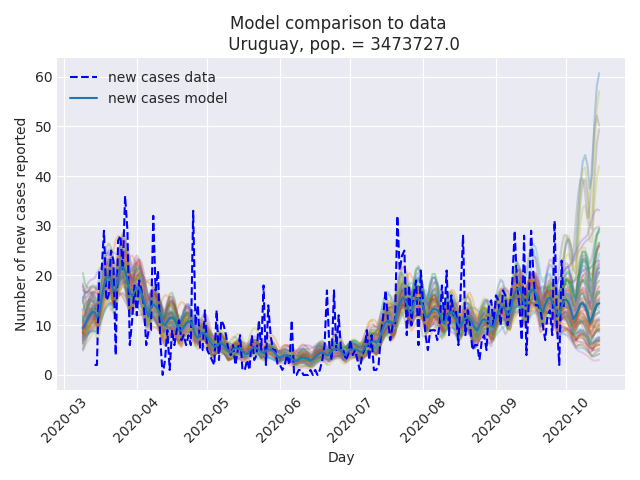 Model comparison to data
Uruguay, pop. = 3473727.0
new cases data
new cases model
Number of new cases reported
60
50
40
30
20
10
0
2020-03
2020-04
2020-05
2020-06
2020-07
2020-08
2020-09
2020-10
Day